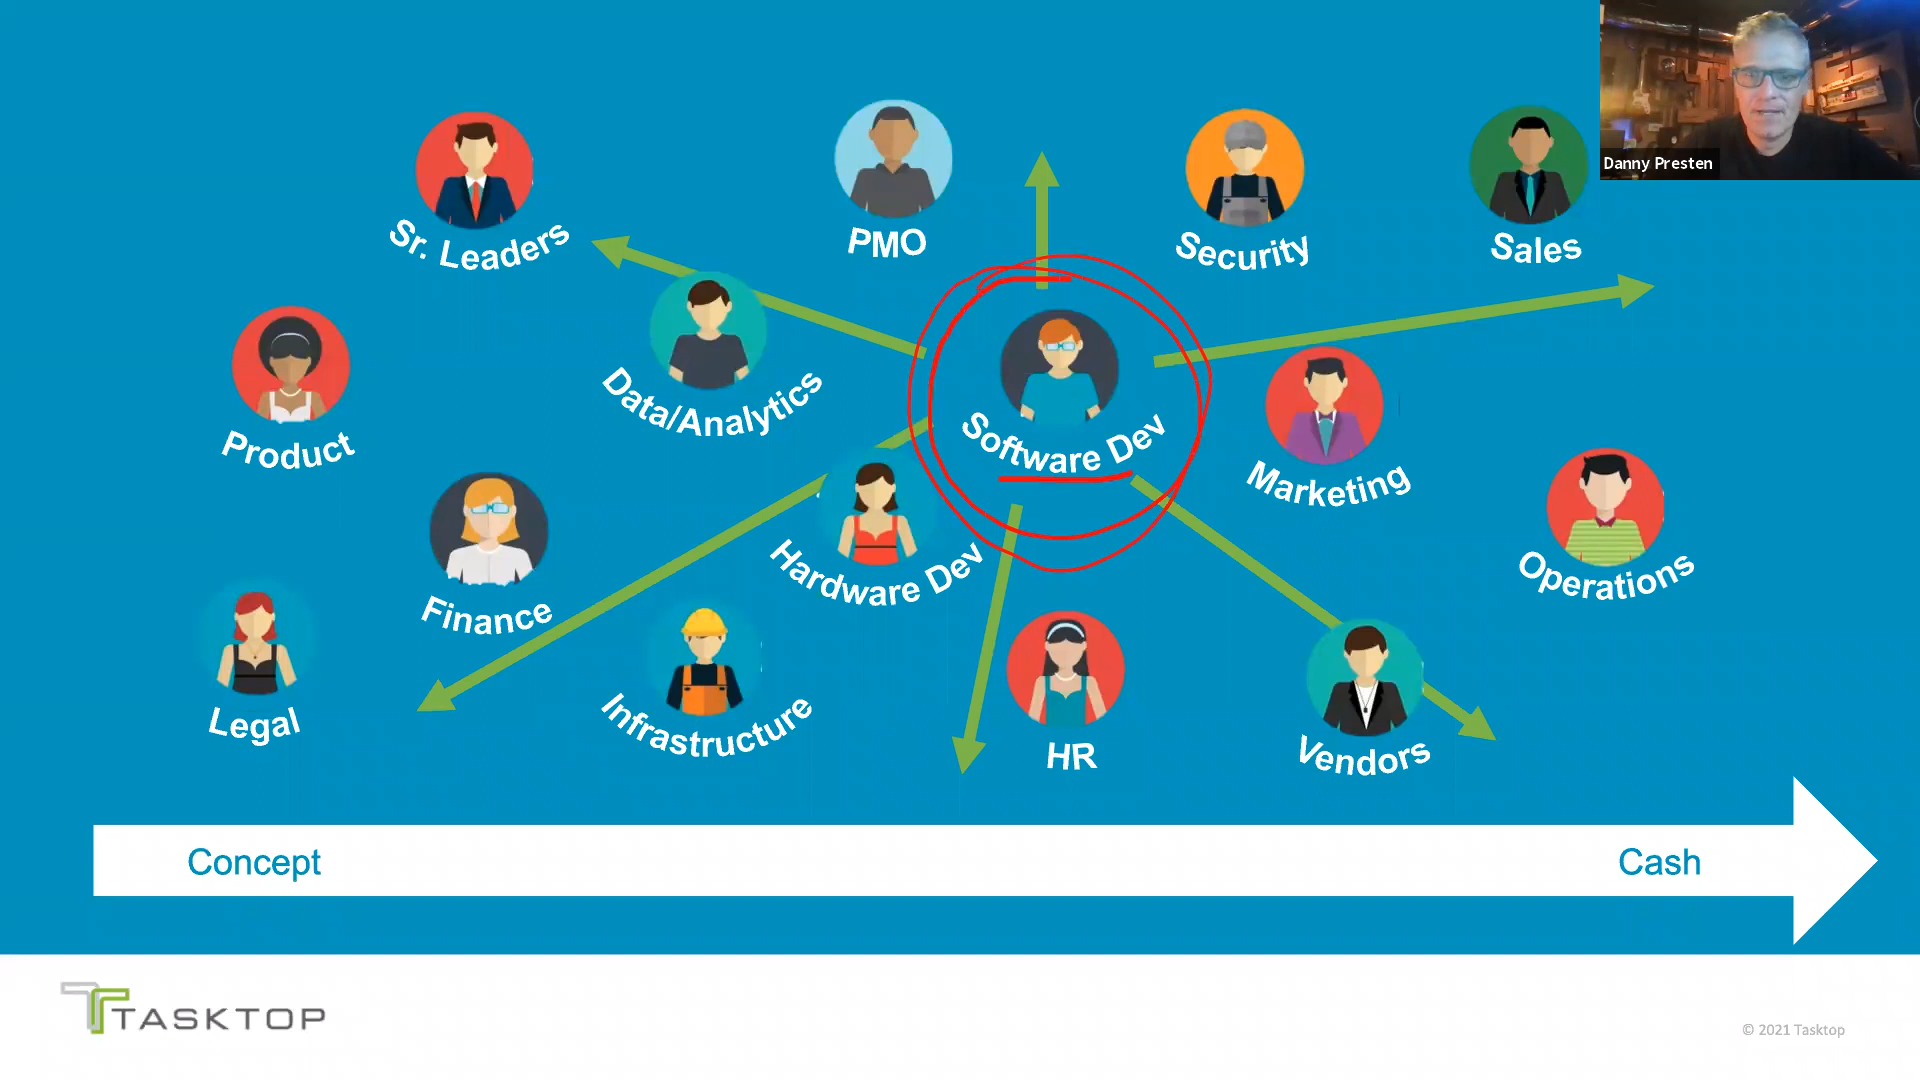 Danny Presten
Sr. Leaders
PMO
Security
Sales
Product
Data/Analytics
Software Dev
Marketing
Finance
Hardware Dev
Operations
Legal
Infrastructure
HR
Vendors
Concept
Cash
TASKTOP
© 2021 Tasktop